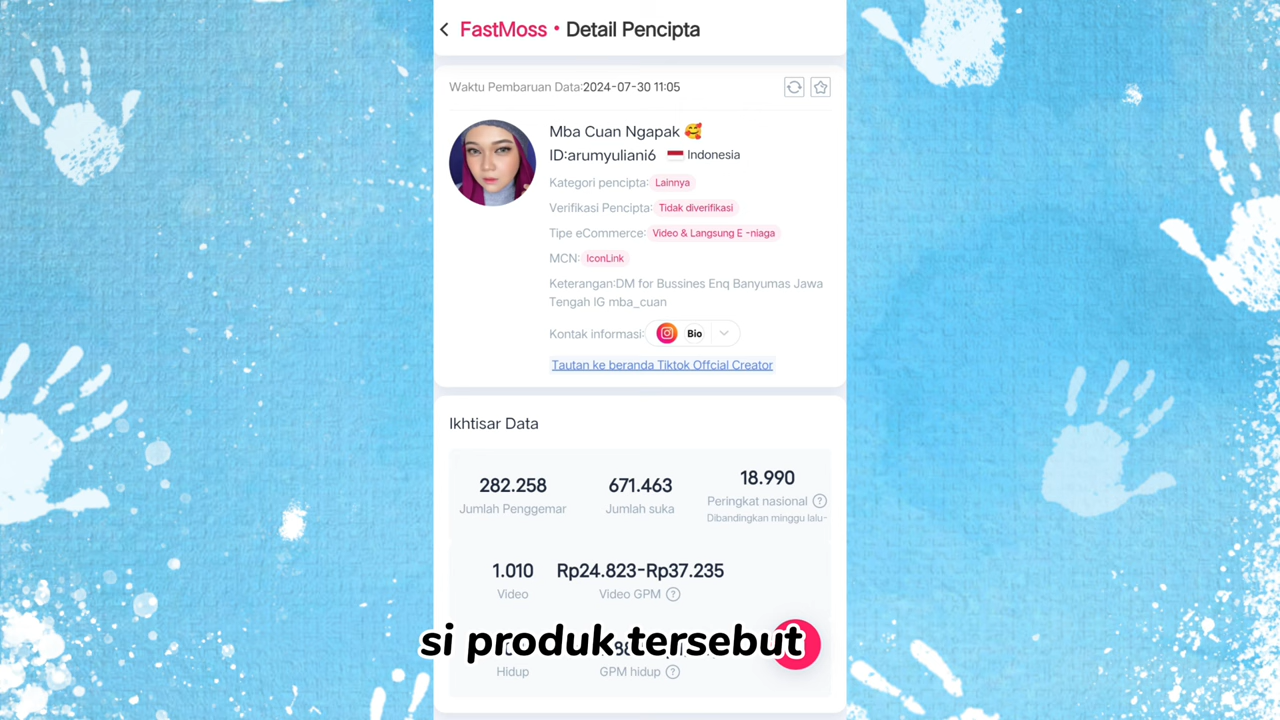 FastMoss • Detail Pencipta
Waktu Pembaruan Data:2024-07-30 11:05
Mba Cuan Ngapak 🥰
ID:arumyuliani6 Indonesia
Kategori pencipta: Lainnya
Verifikasi Pencipta: Tidak diverifikasi
Tipe eCommerce: Video & Langsung E -niaga
MCN: IconLink
Keterangan:DM for Bussines Enq Banyumas Jawa
Tengah IG mba_cuan
Kontak informasi: Bio
Tautan ke beranda Tiktok Offcial Creator
Ikhtisar Data
282.258 671.463 18.990
Jumlah Penggemar Jumlah suka Peringkat nasional ?
Dibandingkan minggu lalu-
1.010 Rp24.823-Rp37.235
Video Video GPM ?
si produk tersebut
Hidup GPM hidup ?